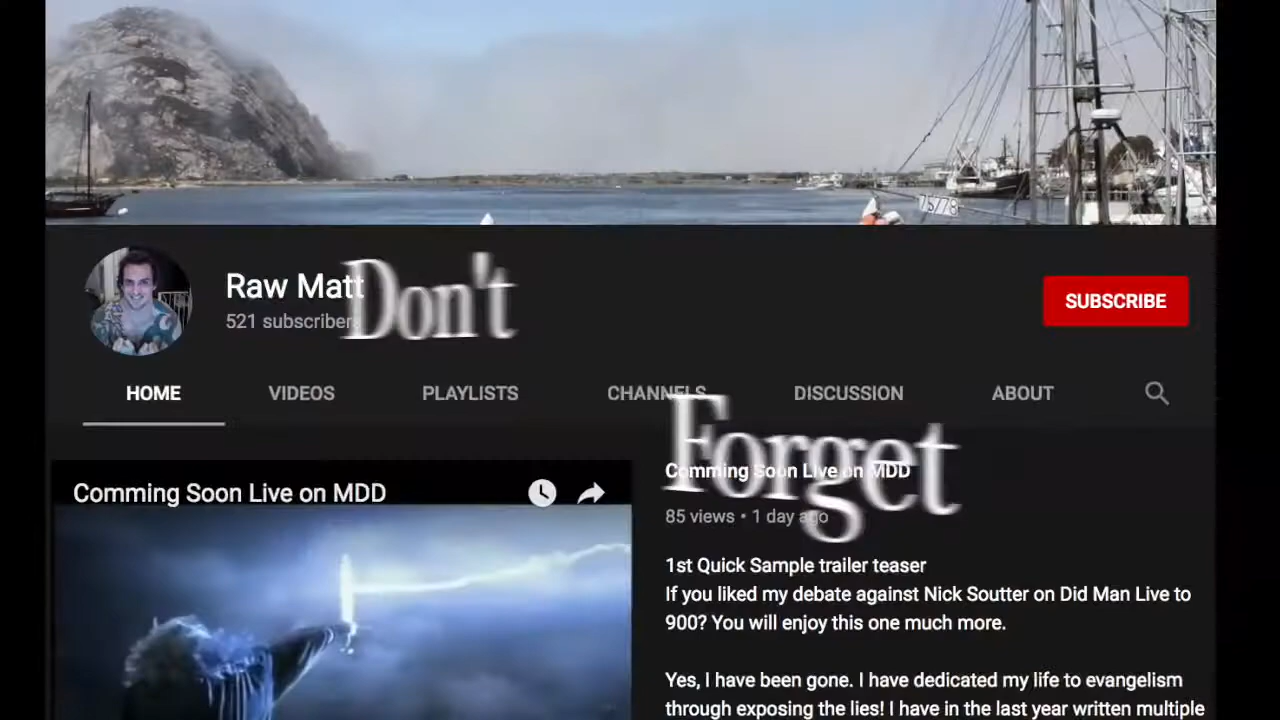 75/78
Raw Matt
Don't
521 subscribers
SUBSCRIBE
HOME VIDEOS PLAYLISTS CHANNELS DISCUSSION ABOUT
Forget
Comming Soon Live on MDD
Comming Soon Live on MDD
85 views • 1 day ago
1st Quick Sample trailer teaser
If you liked my debate against Nick Soutter on Did Man Live to
900? You will enjoy this one much more.
Yes, I have been gone. I have dedicated my life to evangelism
through exposing the lies! I have in the last year written multiple